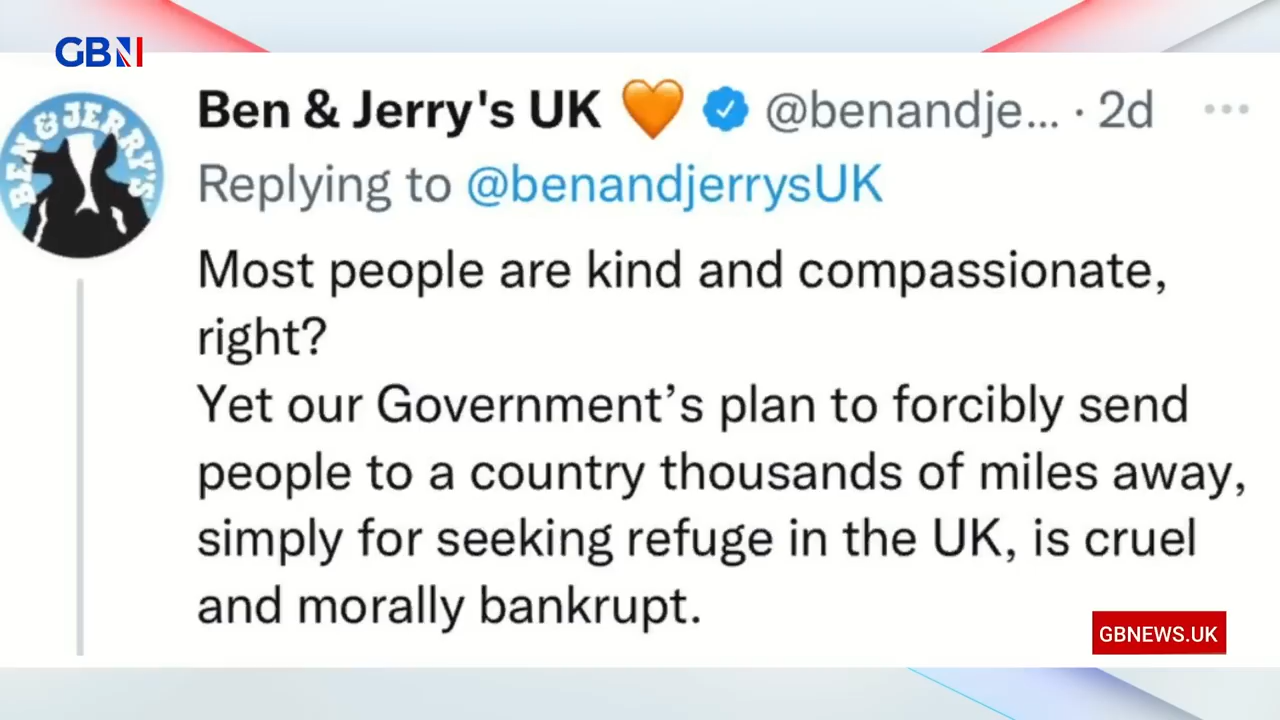 GBN
BEN & JERRY'S
Ben & Jerry's UK 🧡 @benandje... · 2d
Replying to @benandjerrysUK
Most people are kind and compassionate,
right?
Yet our Government’s plan to forcibly send
people to a country thousands of miles away,
simply for seeking refuge in the UK, is cruel
and morally bankrupt.
GBNEWS.UK